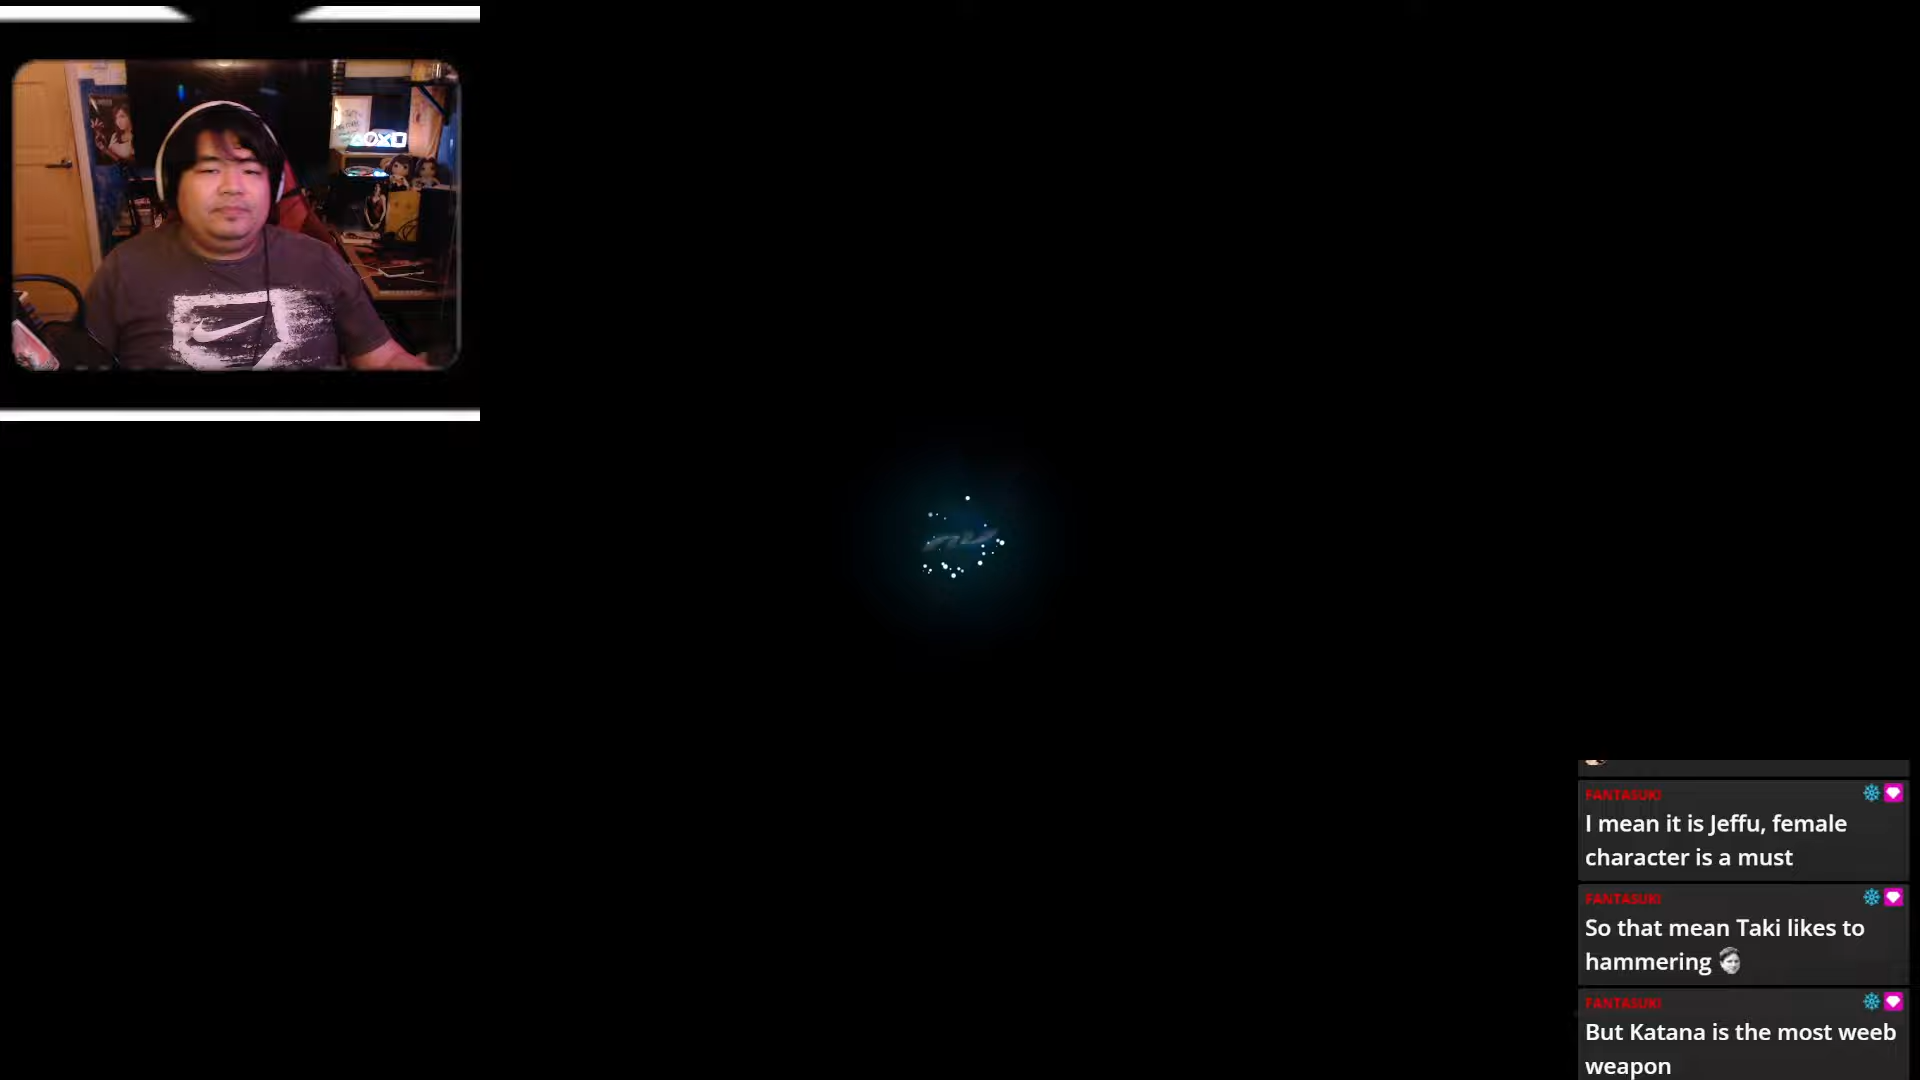 FANTASUKI
I mean it is Jeffu, female
character is a must
FANTASUKI
So that mean Taki likes to
hammering
FANTASUKI
But Katana is the most weeb
weapon